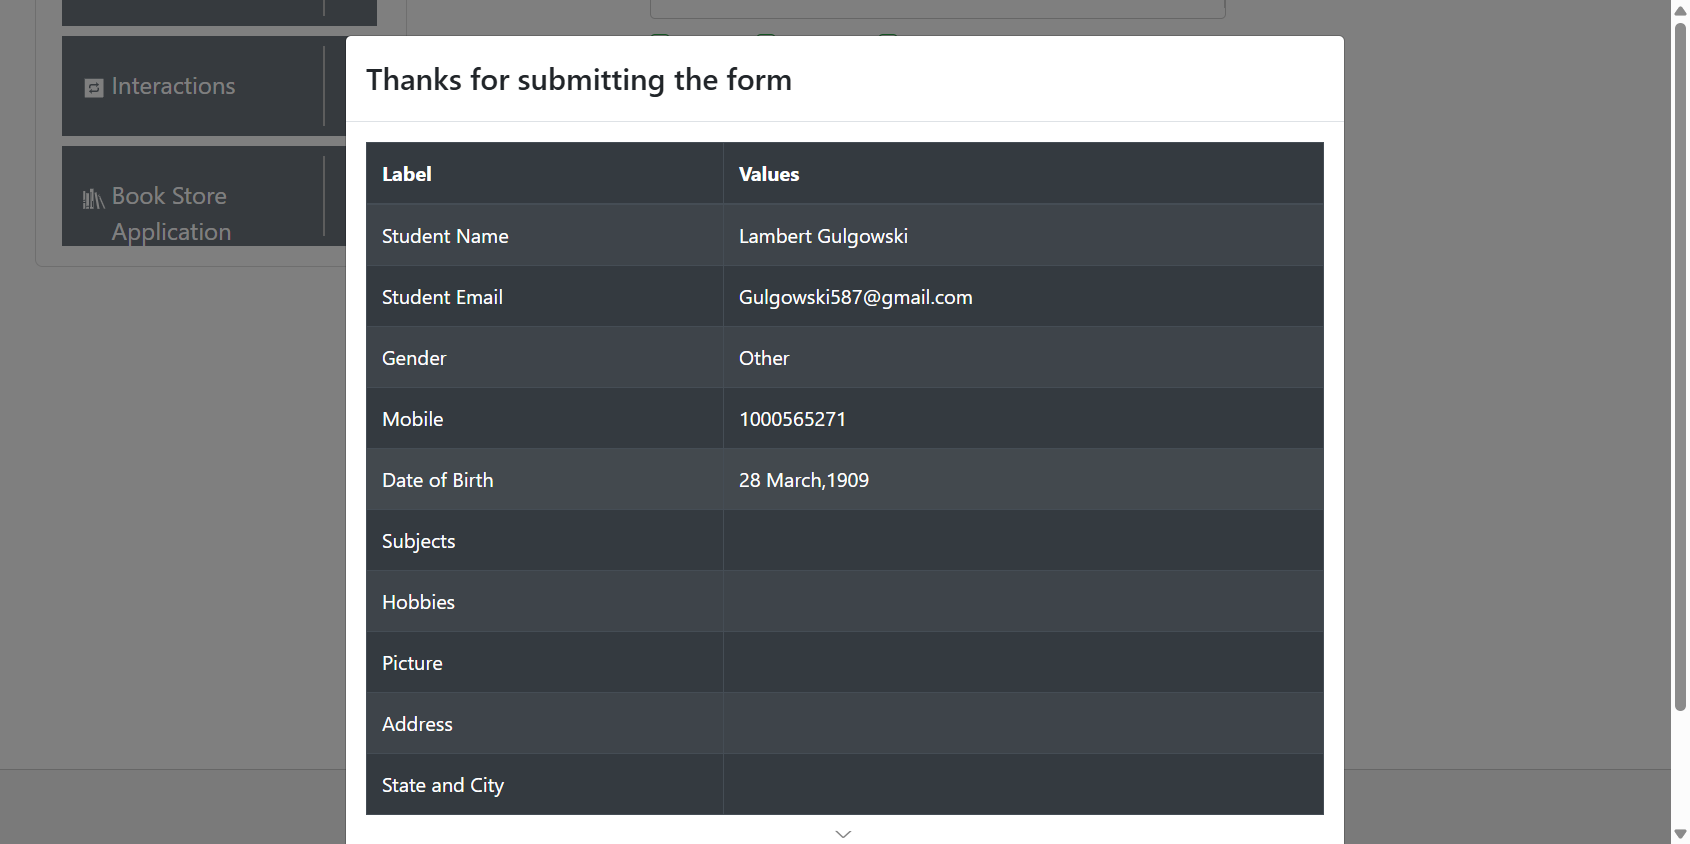 Interactions
Book Store
Application
Thanks for submitting the form
Label Values
Student Name Lambert Gulgowski
Student Email Gulgowski587@gmail.com
Gender Other
Mobile 1000565271
Date of Birth 28 March,1909
Subjects
Hobbies
Picture
Address
State and City